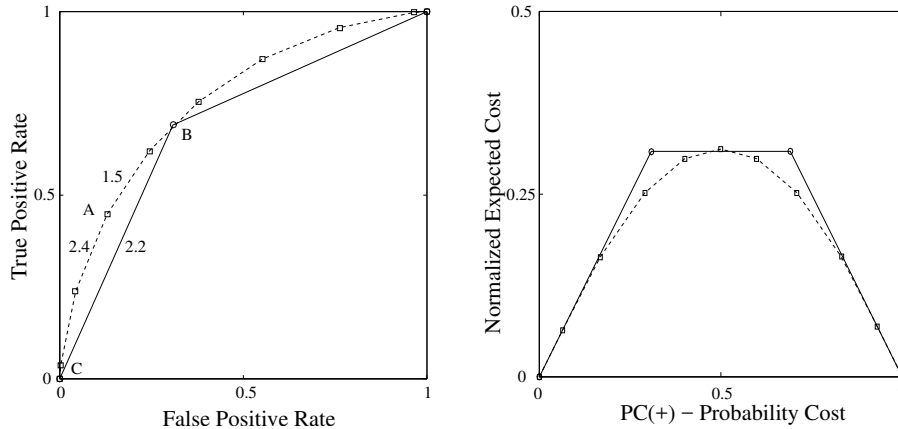 1
True Positive Rate
0.5
0
A
B
C
1.5
2.4
2.2
0
0.5
1
False Positive Rate
0.5
Normalized Expected Cost
0.25
0
0
0.5
PC(+) − Probability Cost